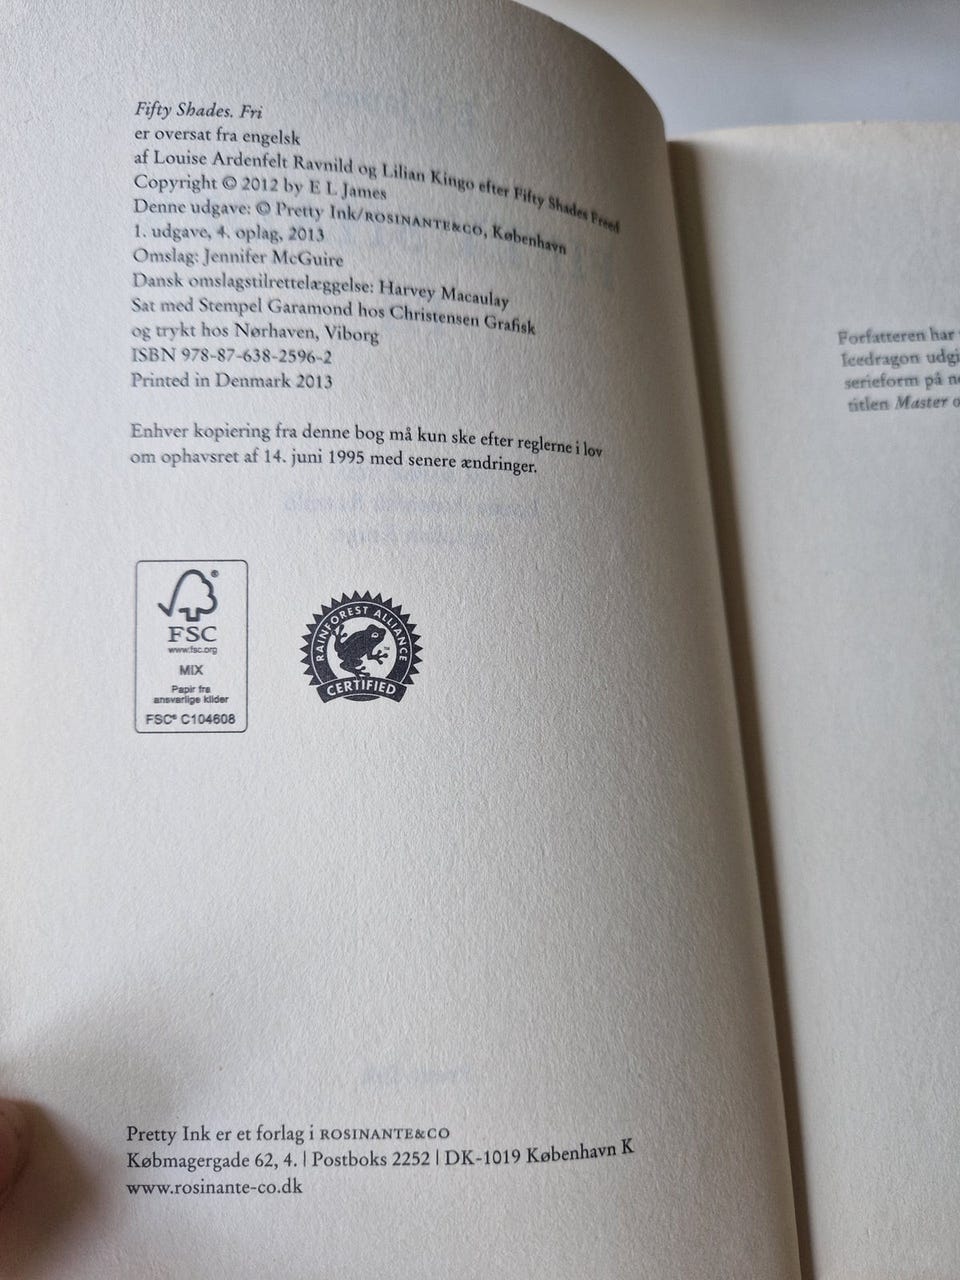 Fifty Shades. Fri
er oversat fra engelsk
af Louise Ardenfelt Ravnild og Lilian Kingo efter Fifty Shades Freed
Copyright © 2012 by E L James
Denne udgave: © Pretty Ink/ROSINANTE&CO, København
1. udgave, 4. oplag, 2013
Omslag: Jennifer McGuire
Dansk omslagstilrettelæggelse: Harvey Macaulay
Sat med Stempel Garamond hos Christensen Grafisk
og trykt hos Nørhaven, Viborg
ISBN 978-87-638-2596-2
Printed in Denmark 2013
Enhver kopiering fra denne bog må kun ske efter reglerne i lov
om ophavsret af 14. juni 1995 med senere ændringer.
®
FSC
www.fsc.org
MIX
Papir fra
ansvarlige kilder
FSC® C104608
RAINFOREST ALLIANCE
TM
CERTIFIED
Pretty Ink er et forlag i ROSINANTE&CO
Købmagergade 62, 4. | Postboks 2252 | DK-1019 København K
www.rosinante-co.dk
Forfatteren har
Icedragon udgi
serieform på
titlen Master